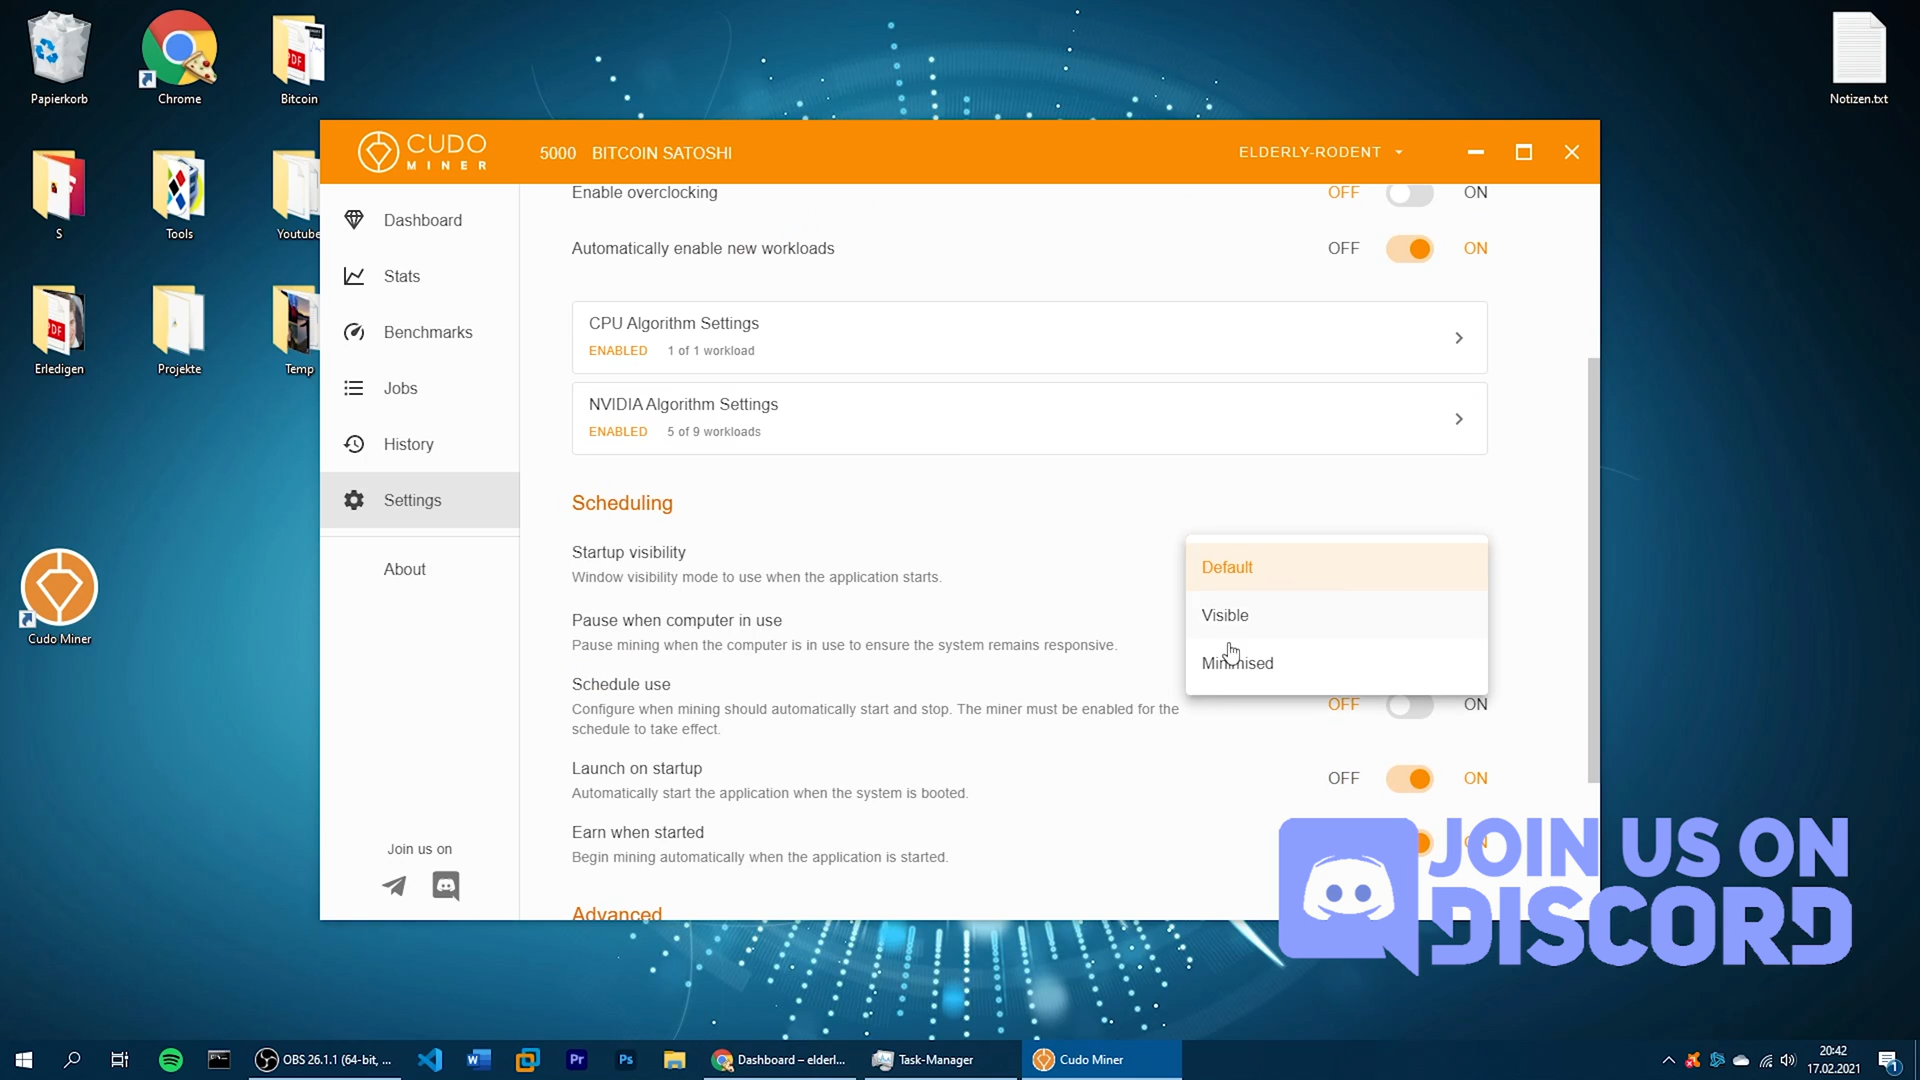 Papierkorb
Chrome
Bitcoin
Notizen.txt
S
Tools
Youtube
Erledigen
Projekte
Temp
Cudo Miner
CUDO
MINER
5000 BITCOIN SATOSHI
ELDERLY-RODENT
Dashboard
Stats
Benchmarks
Jobs
History
Settings
About
Join us on
Enable overclocking
OFF
ON
Automatically enable new workloads
OFF
ON
CPU Algorithm Settings
ENABLED 1 of 1 workload
NVIDIA Algorithm Settings
ENABLED 5 of 9 workloads
Scheduling
Startup visibility
Window visibility mode to use when the application starts.
Default
Visible
Minimised
Pause when computer in use
Pause mining when the computer is in use to ensure the system remains responsive.
Schedule use
Configure when mining should automatically start and stop. The miner must be enabled for the
schedule to take effect.
OFF
ON
Launch on startup
Automatically start the application when the system is booted.
OFF
ON
Earn when started
Begin mining automatically when the application is started.
Advanced
JOIN US ON
DISCORD
OBS 26.1.1 (64-bit, ...
Pr
Ps
Dashboard – elderl...
Task-Manager
Cudo Miner
20:42
17.02.2021
1